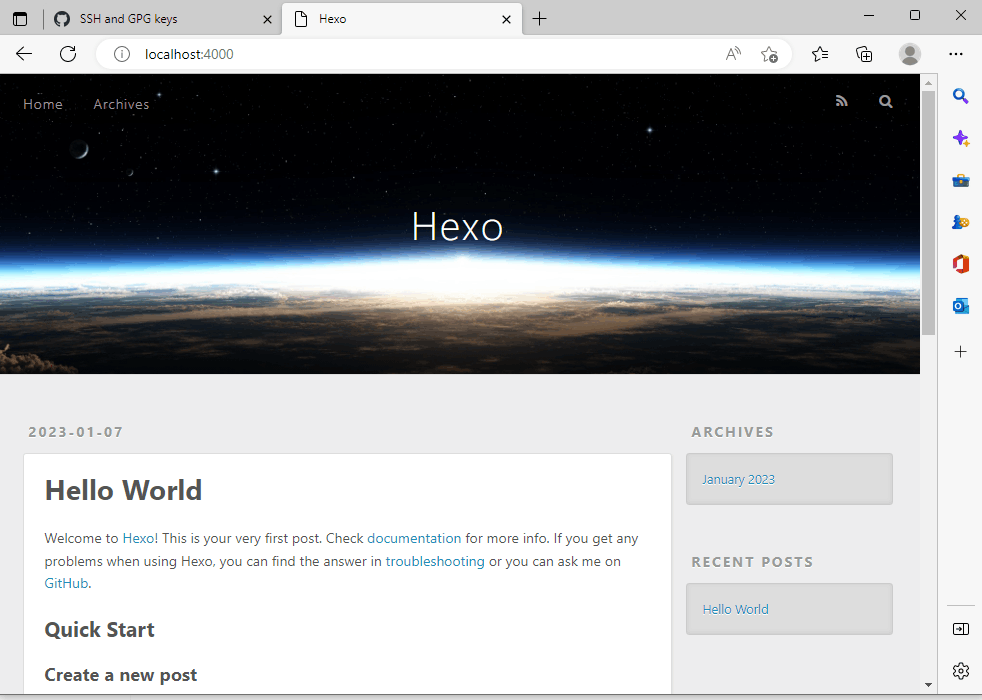 SSH and GPG keys
Hexo
localhost:4000
Home Archives
Hexo
2023-01-07
Hello World
Welcome to Hexo! This is your very first post. Check documentation for more info. If you get any
problems when using Hexo, you can find the answer in troubleshooting or you can ask me on
GitHub.
Quick Start
Create a new post
ARCHIVES
January 2023
RECENT POSTS
Hello World